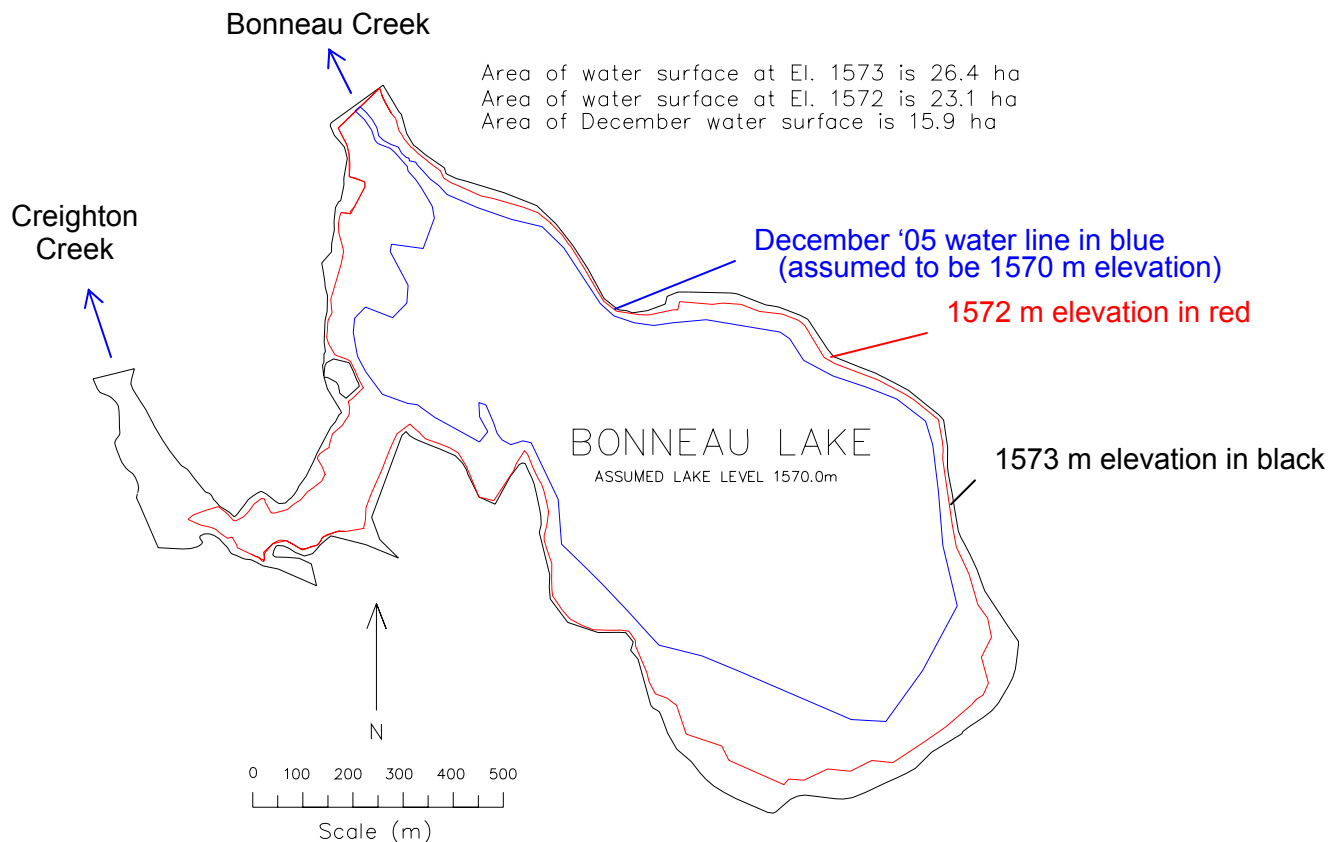 Bonneau Creek
Area of water surface at El. 1573 is 26.4 ha
Area of water surface at El. 1572 is 23.1 ha
Area of December water surface is 15.9 ha
Creighton
Creek
December ‘05 water line in blue
(assumed to be 1570 m elevation)
1572 m elevation in red
BONNEAU LAKE
ASSUMED LAKE LEVEL 1570.0m
1573 m elevation in black
N
0 100 200 300 400 500
Scale (m)